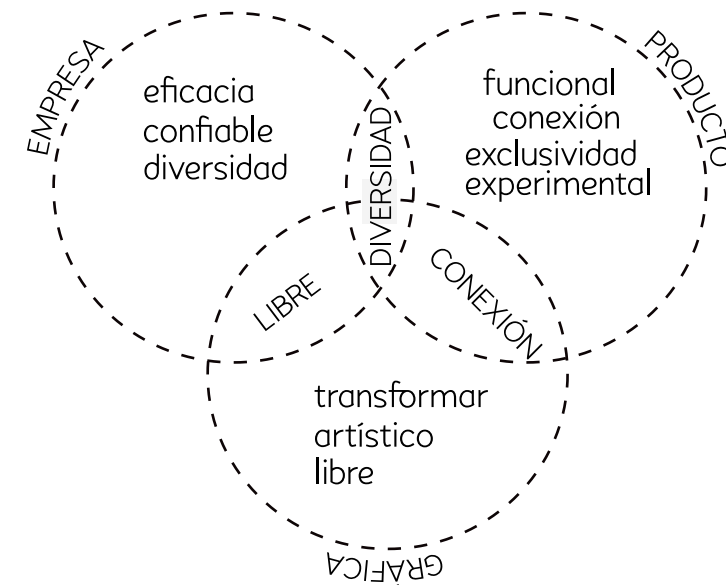 EMPRESA
eficacia
confiable
diversidad
DIVERSIDAD
PRODUCTO
funcional
conexión
exclusividad
experimental
LIBRE
CONEXIÓN
transformar
artístico
libre
GRÁFICA